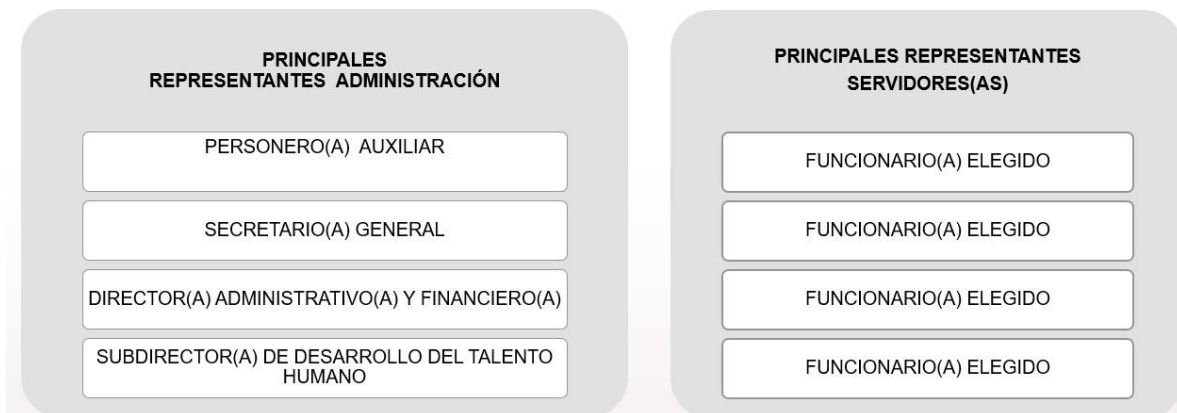 PRINCIPALES
REPRESENTANTES ADMINISTRACIÓN
PERSONERO(A) AUXILIAR
SECRETARIO(A) GENERAL
DIRECTOR(A) ADMINISTRATIVO(A) Y FINANCIERO(A)
SUBDIRECTOR(A) DE DESARROLLO DEL TALENTO
HUMANO
PRINCIPALES REPRESENTANTES
SERVIDORES(AS)
FUNCIONARIO(A) ELEGIDO
FUNCIONARIO(A) ELEGIDO
FUNCIONARIO(A) ELEGIDO
FUNCIONARIO(A) ELEGIDO